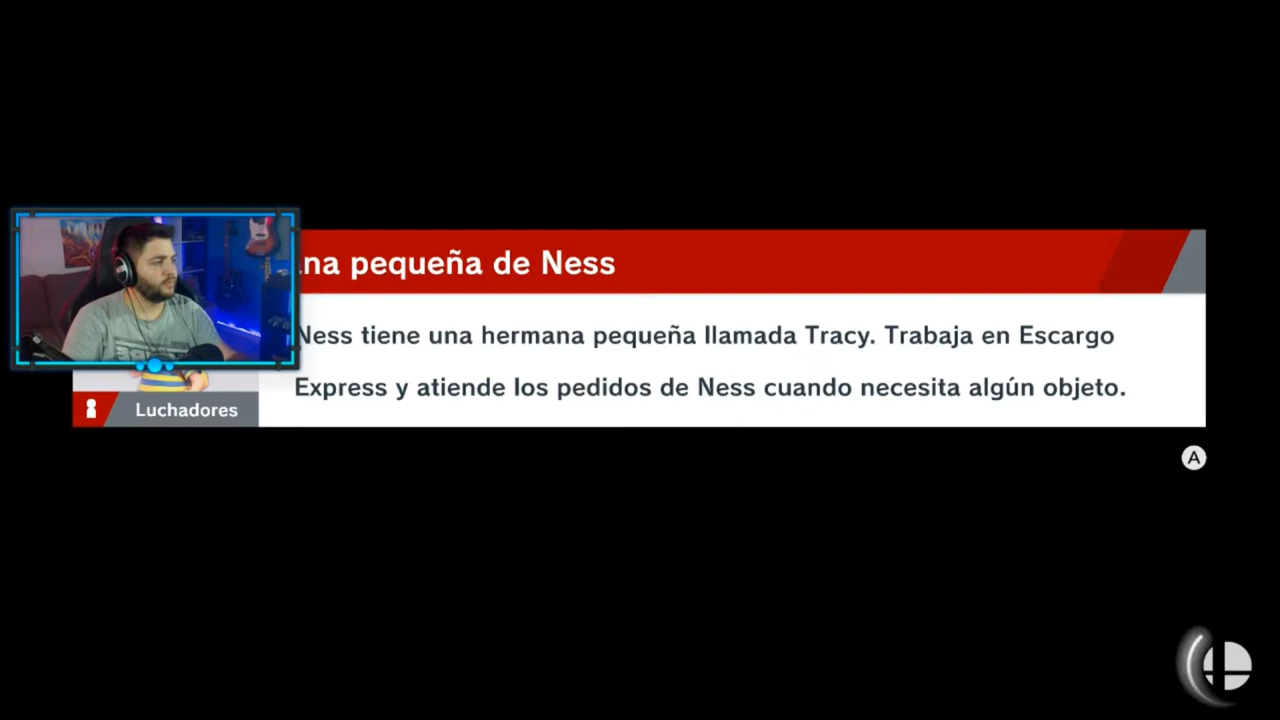 pequeña de Ness
Ness tiene una hermana pequeña llamada Tracy. Trabaja en Escargo
Express y atiende los pedidos de Ness cuando necesita algún objeto.
Luchadores
A